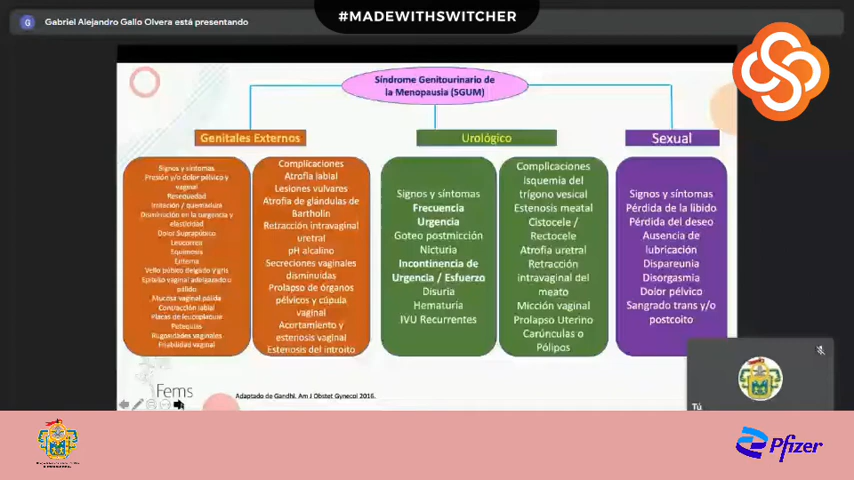 Gabriel Alejandro Gallo Olvera está presentando
#MADEWITHSWITCHER
G
Síndrome Genitourinario de
la Menopausia (SGUM)
Genitales Externos
Urológico
Sexual
Signos y síntomas
Presión y/o dolor pélvico y
vaginal
Resequedad
Irritación / quemadura
Disminución en la turgencia y
elasticidad
Dolor Suprapúbico
Leucorrea
Equimosis
Eritema
Vello púbico delgado y gris
Epitelio vaginal adelgazado o
pálido
Mucosa vaginal pálida
Contracción labial
Placas de leucoplaquia
Petequias
Rugosidades vaginales
Friabilidad vaginal
Complicaciones
Atrofia labial
Lesiones vulvares
Atrofia de glándulas de
Bartholin
Retracción intravaginal
uretral
pH alcalino
Secreciones vaginales
disminuidas
Prolapso de órganos
pélvicos y cúpula
vaginal
Acortamiento y
estenosis vaginal
Estenosis del introito
Signos y síntomas
Frecuencia
Urgencia
Goteo postmicción
Nicturia
Incontinencia de
Urgencia / Esfuerzo
Disuria
Hematuria
IVU Recurrentes
Complicaciones
Isquemia del
trígono vesical
Estenosis meatal
Cistocele /
Rectocele
Atrofia uretral
Retracción
intravaginal del
meato
Micción vaginal
Prolapso Uterino
Carúnculas o
Pólipos
Signos y síntomas
Pérdida de la libido
Pérdida del deseo
Ausencia de
lubricación
Dispareunia
Disorgasmia
Dolor pélvico
Sangrado trans y/o
postcoito
Fems
Adaptado de Gandhi. Am J Obstet Gynecol 2016.
Tú
Pfizer